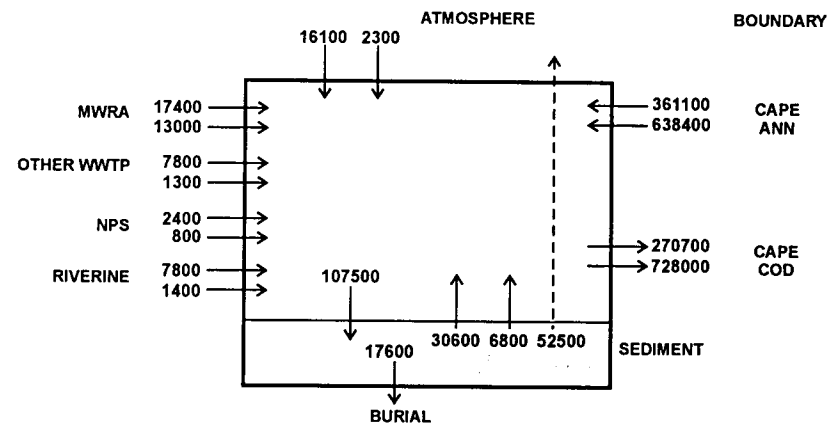 ATMOSPHERE
BOUNDARY
16100 2300
MWRA
17400
13000
OTHER WWTP
7800
1300
NPS
2400
800
RIVERINE
7800
1400
361100
638400
CAPE
ANN
270700
728000
CAPE
COD
107500
30600 6800 52500
SEDIMENT
17600
BURIAL